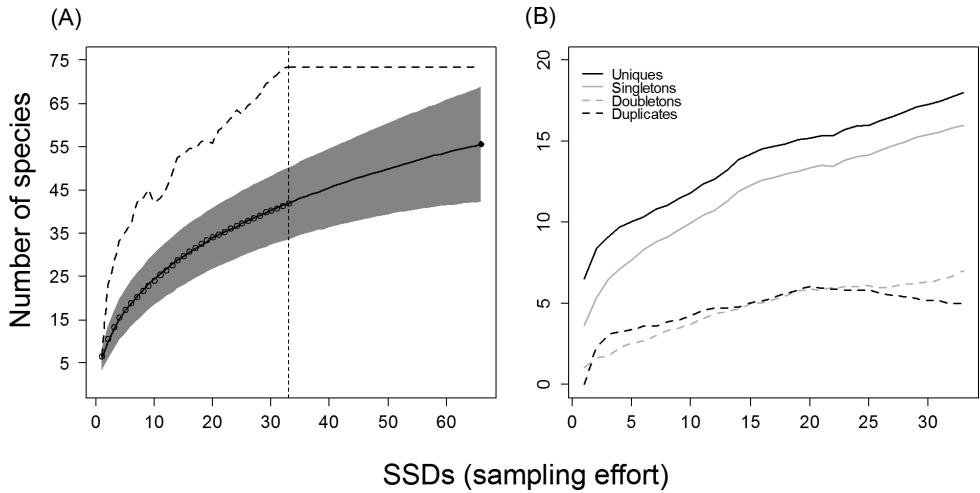 (A)
(B)
Number of species
75
65
55
45
35
25
15
5
0 10 20 30 40 50 60
20
15
10
5
0
Uniques
Singletons
Doubletons
Duplicates
0 5 10 15 20 25 30
SSDs (sampling effort)